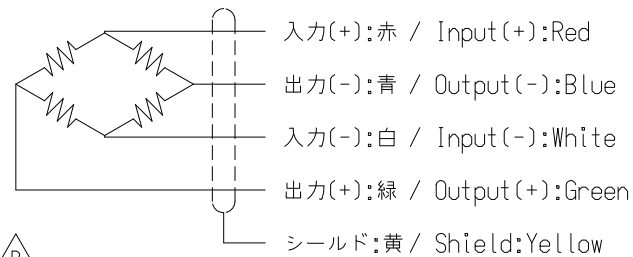 入力(+):赤 / Input(+):Red
出力(-):青 / Output(-):Blue
入力(-):白 / Input(-):White
出力(+):緑 / Output(+):Green
シールド:黄 / Shield:Yellow